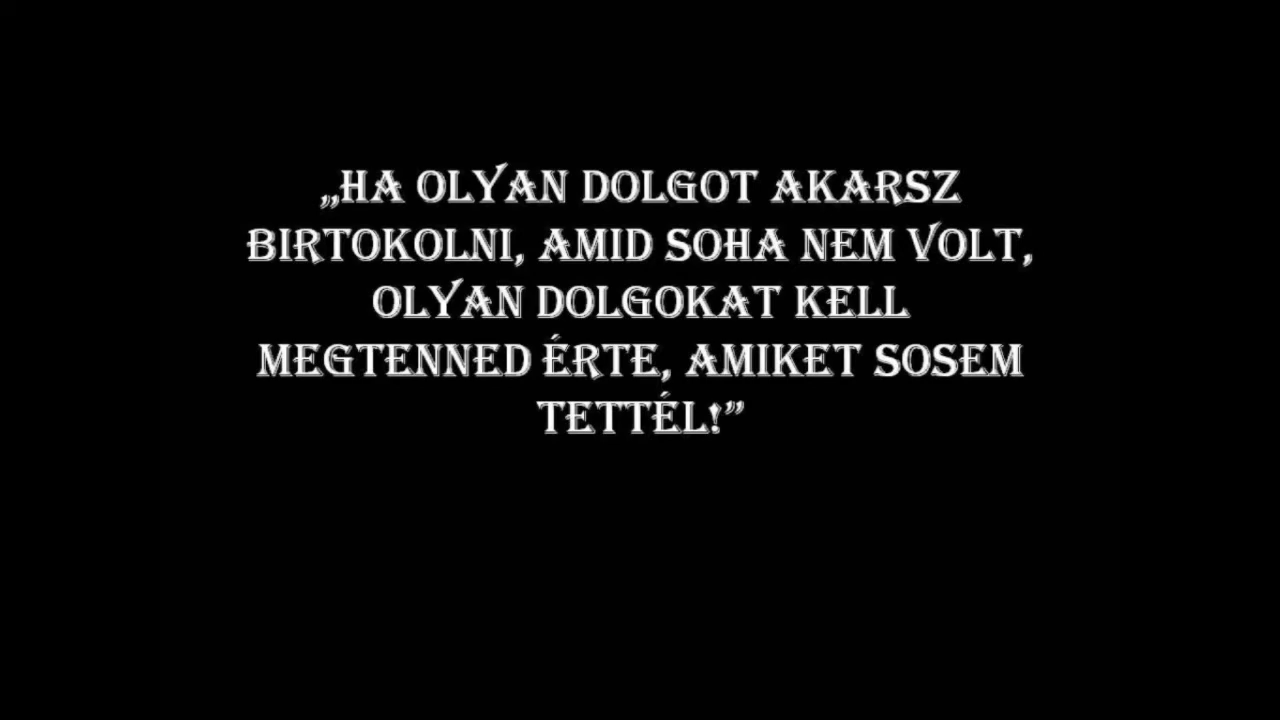 „HA OLYAN DOLGOT AKARSZ
BIRTOKOLNI, AMID SOHA NEM VOLT,
OLYAN DOLGOKAT KELL
MEGTENNED ÉRTE, AMIKET SOSEM
TETTÉL!”